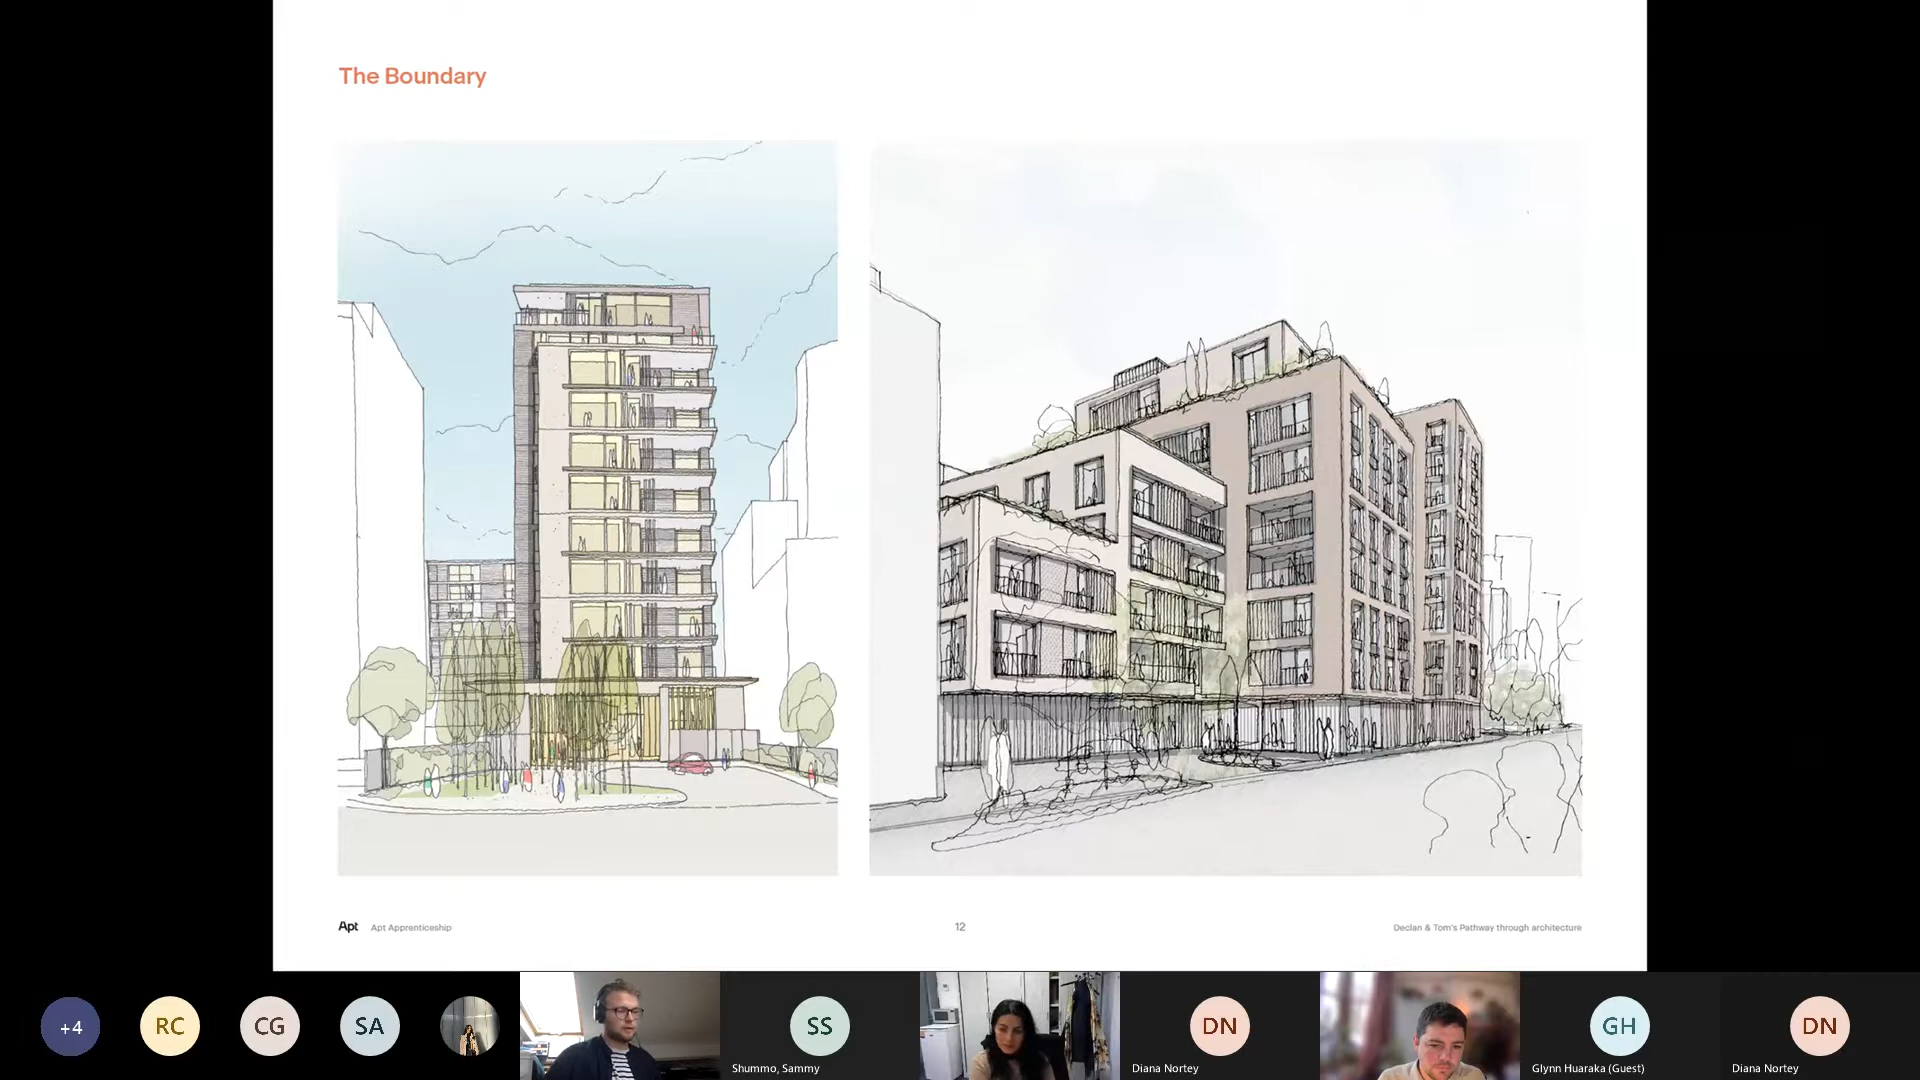 The Boundary
Apt Apt Apprenticeship
12
Declan & Tom's Pathway through architecture
+4
RC
CG
SA
SS
Shummo, Sammy
DN
Diana Nortey
GH
Glynn Huaraka (Guest)
DN
Diana Nortey